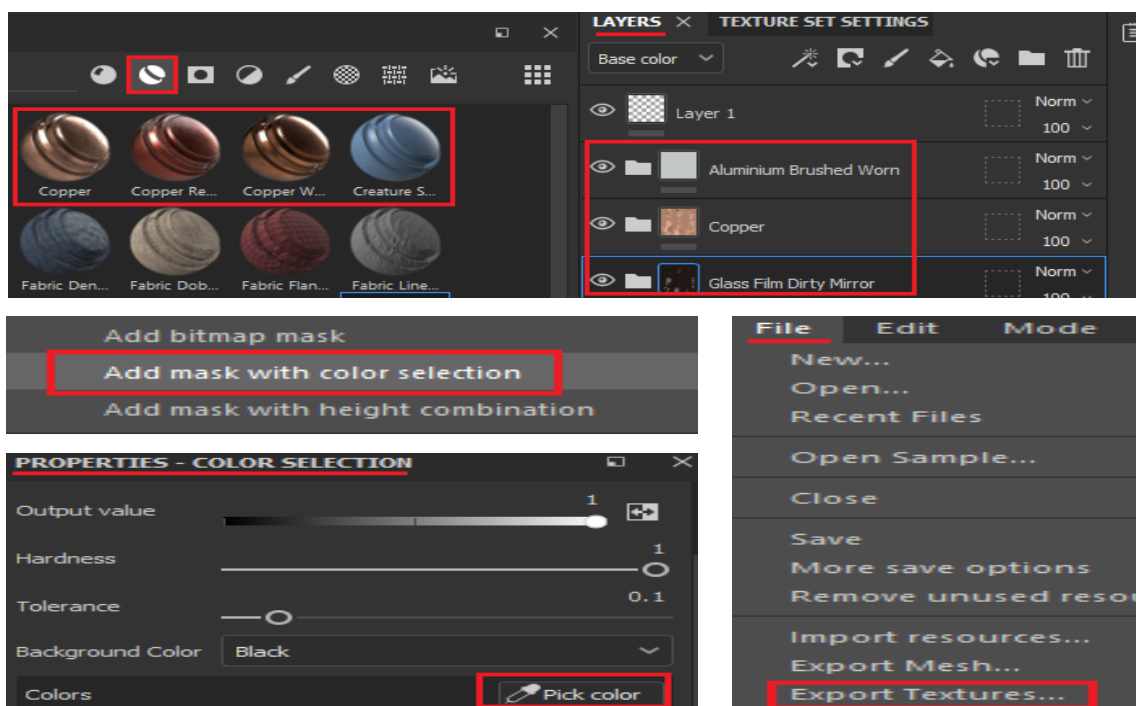 LAYERS × TEXTURE SET SETTINGS
Base color
Layer 1
Norm
100
Aluminium Brushed Worn
Norm
100
Copper
Norm
100
Glass Film Dirty Mirror
Norm
100
Copper Copper Re... Copper W... Creature S...
Fabric Den... Fabric Dob... Fabric Flan... Fabric Line...
Add bitmap mask
Add mask with color selection
Add mask with height combination
PROPERTIES - COLOR SELECTION
Output value 1
Hardness 1
Tolerance 0.1
Background Color Black
Colors Pick color
File Edit Mode
New...
Open...
Recent Files
Open Sample...
Close
Save
More save options
Remove unused resou
Import resources...
Export Mesh...
Export Textures...